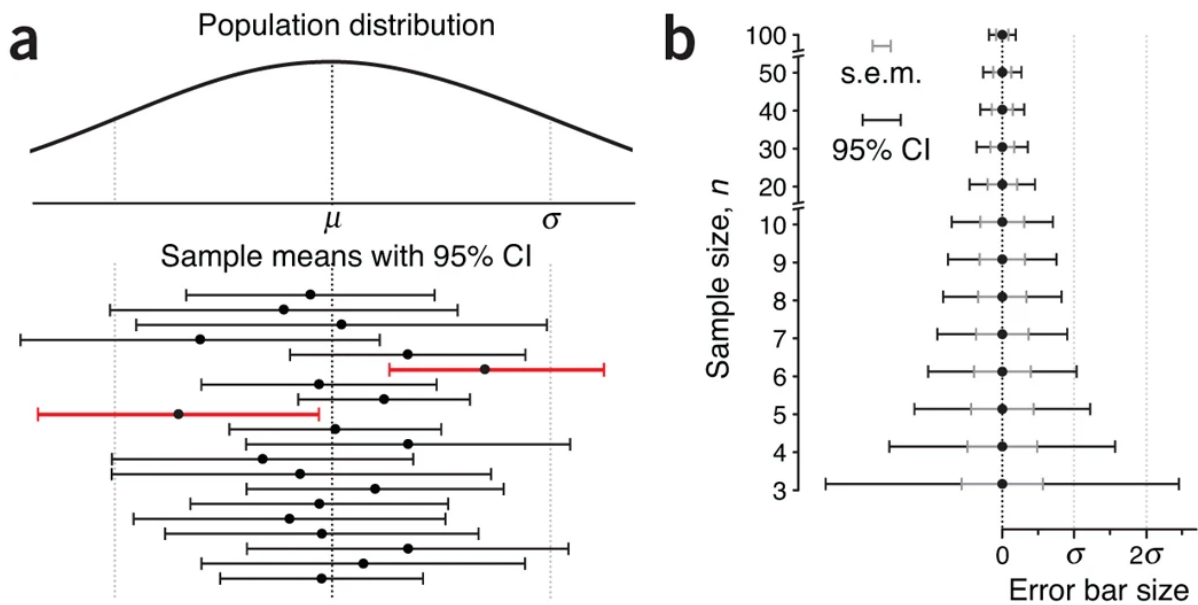 a
Population distribution
μ
σ
Sample means with 95% CI
b
s.e.m.
95% CI
Sample size, n
100
50
40
30
20
10
9
8
7
6
5
4
3
0 σ 2σ
Error bar size